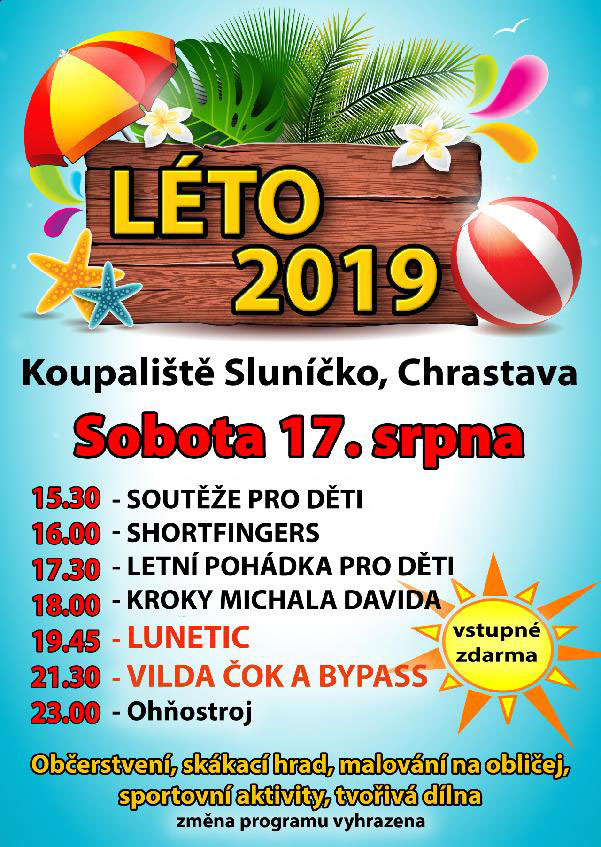 LÉTO
2019
Koupaliště Sluníčko, Chrastava
Sobota 17. srpna
15.30 - SOUTĚŽE PRO DĚTI
16.00 - SHORTFINGERS
17.30 - LETNÍ POHÁDKA PRO DĚTI
18.00 - KROKY MICHALA DAVIDA
19.45 - LUNETIC
21.30 - VILDA ČOK A BYPASS
23.00 - Ohňostroj
vstupné
zdarma
Občerstvení, skákací hrad, malování na obličej,
sportovní aktivity, tvořivá dílna
změna programu vyhrazena